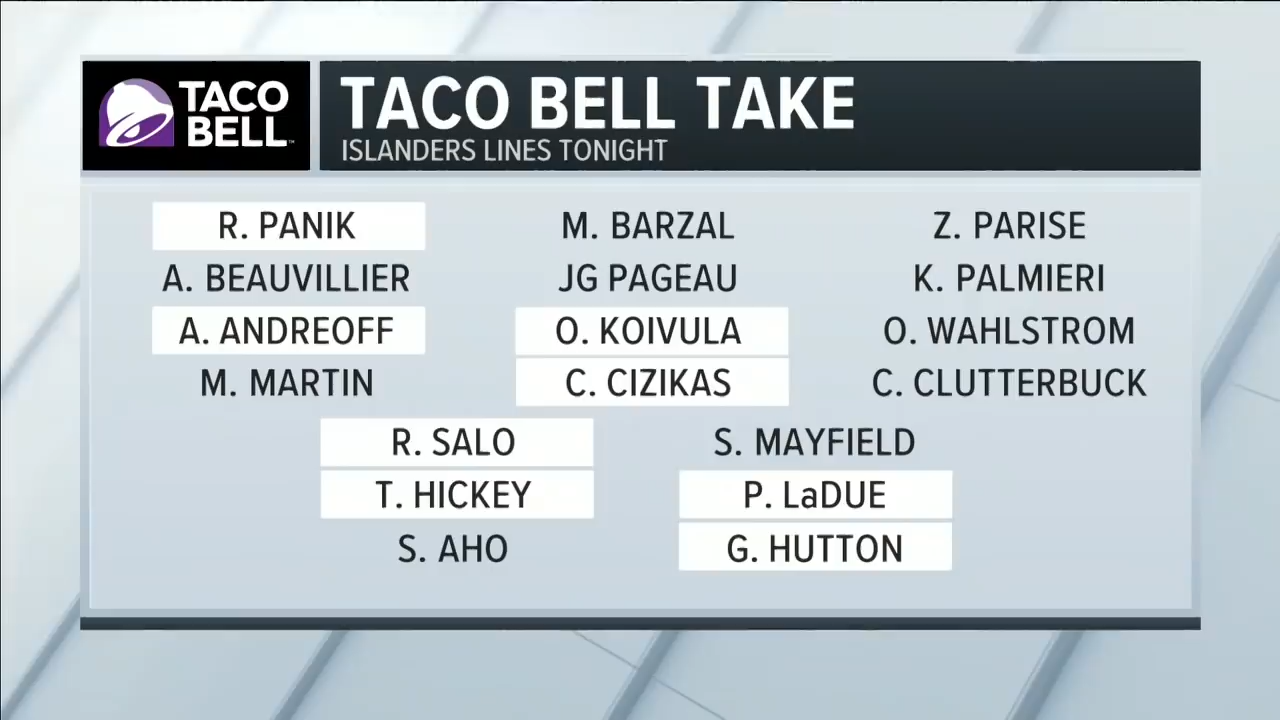 TACO
BELL™
TACO BELL TAKE
ISLANDERS LINES TONIGHT
R. PANIK M. BARZAL Z. PARISE
A. BEAUVILLIER JG PAGEAU K. PALMIERI
A. ANDREOFF O. KOIVULA O. WAHLSTROM
M. MARTIN C. CIZIKAS C. CLUTTERBUCK
R. SALO S. MAYFIELD
T. HICKEY P. LaDUE
S. AHO G. HUTTON